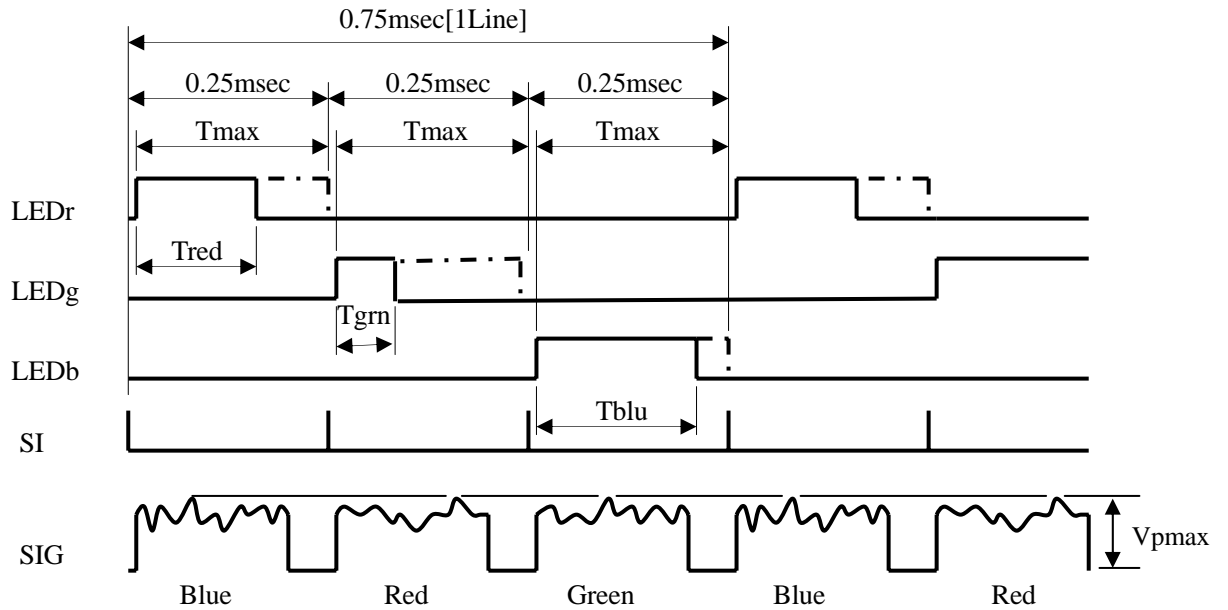 0.75msec[1Line]
0.25msec 0.25msec 0.25msec
Tmax Tmax Tmax
LEDr
Tred
LEDg
Tgrn
LEDb
Tblu
SI
SIG
Vpmax
Blue Red Green Blue Red